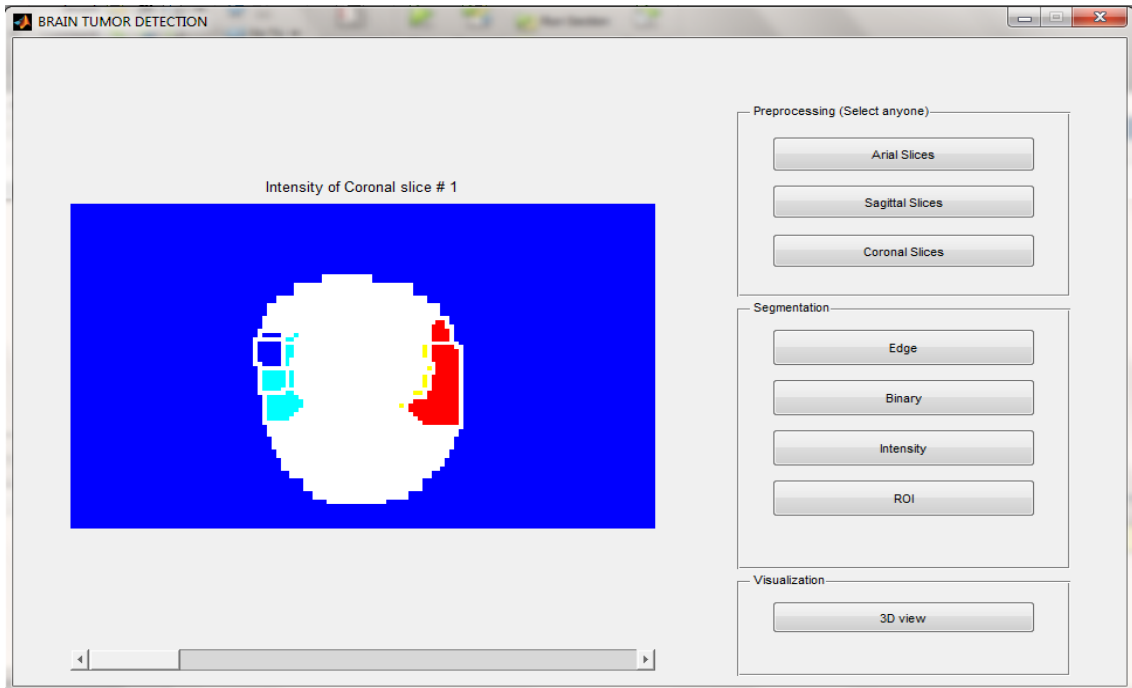 BRAIN TUMOR DETECTION
Intensity of Coronal slice # 1
Preprocessing (Select anyone)
Arial Slices
Sagittal Slices
Coronal Slices
Segmentation
Edge
Binary
Intensity
ROI
Visualization
3D view